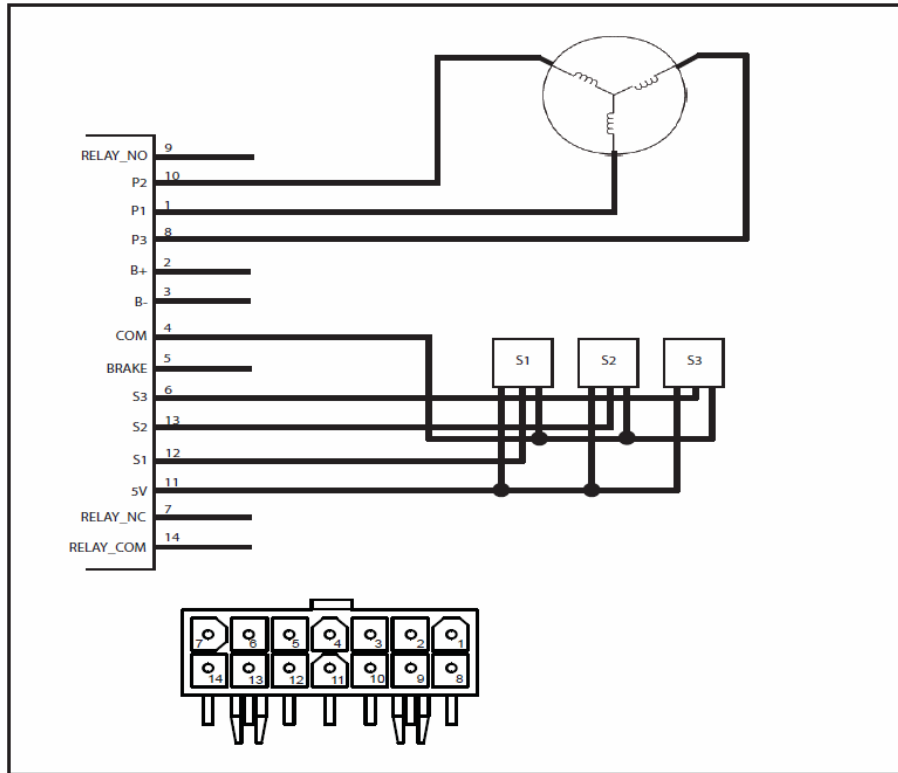 RELAY_NO 9
P2 10
P1 1
P3 8
B+ 2
B- 3
COM 4
BRAKE 5
S3 6
S2 13
S1 12
5V 11
RELAY_NC 7
RELAY_COM 14
S1 S2 S3
7 6 5 4 3 2 1
14 13 12 11 10 9 8